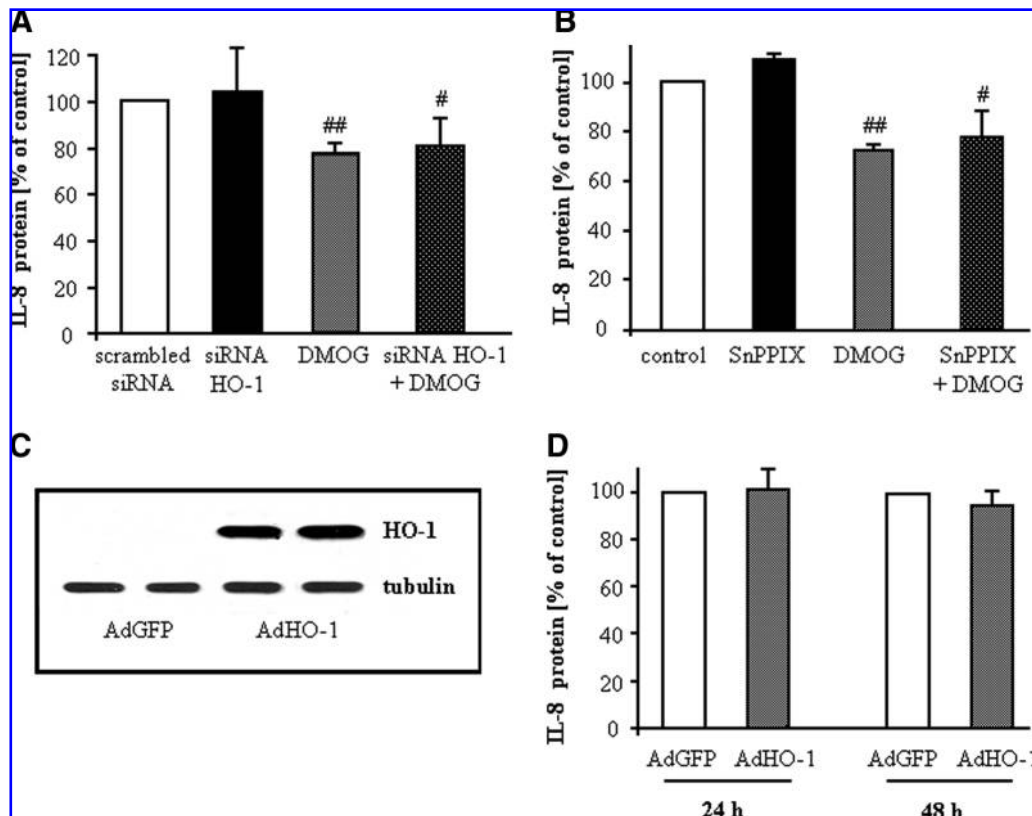 A
IL-8 protein [% of control]
120
100
80
60
40
20
0
##
#
scrambled siRNA DMOG siRNA HO-1
siRNA HO-1 + DMOG
B
IL-8 protein [% of control]
100
80
60
40
20
0
##
#
control SnPPIX DMOG SnPPIX
+ DMOG
C
HO-1
tubulin
AdGFP AdHO-1
D
IL-8 protein [% of control]
100
80
60
40
20
0
AdGFP AdHO-1 AdGFP AdHO-1
24 h 48 h